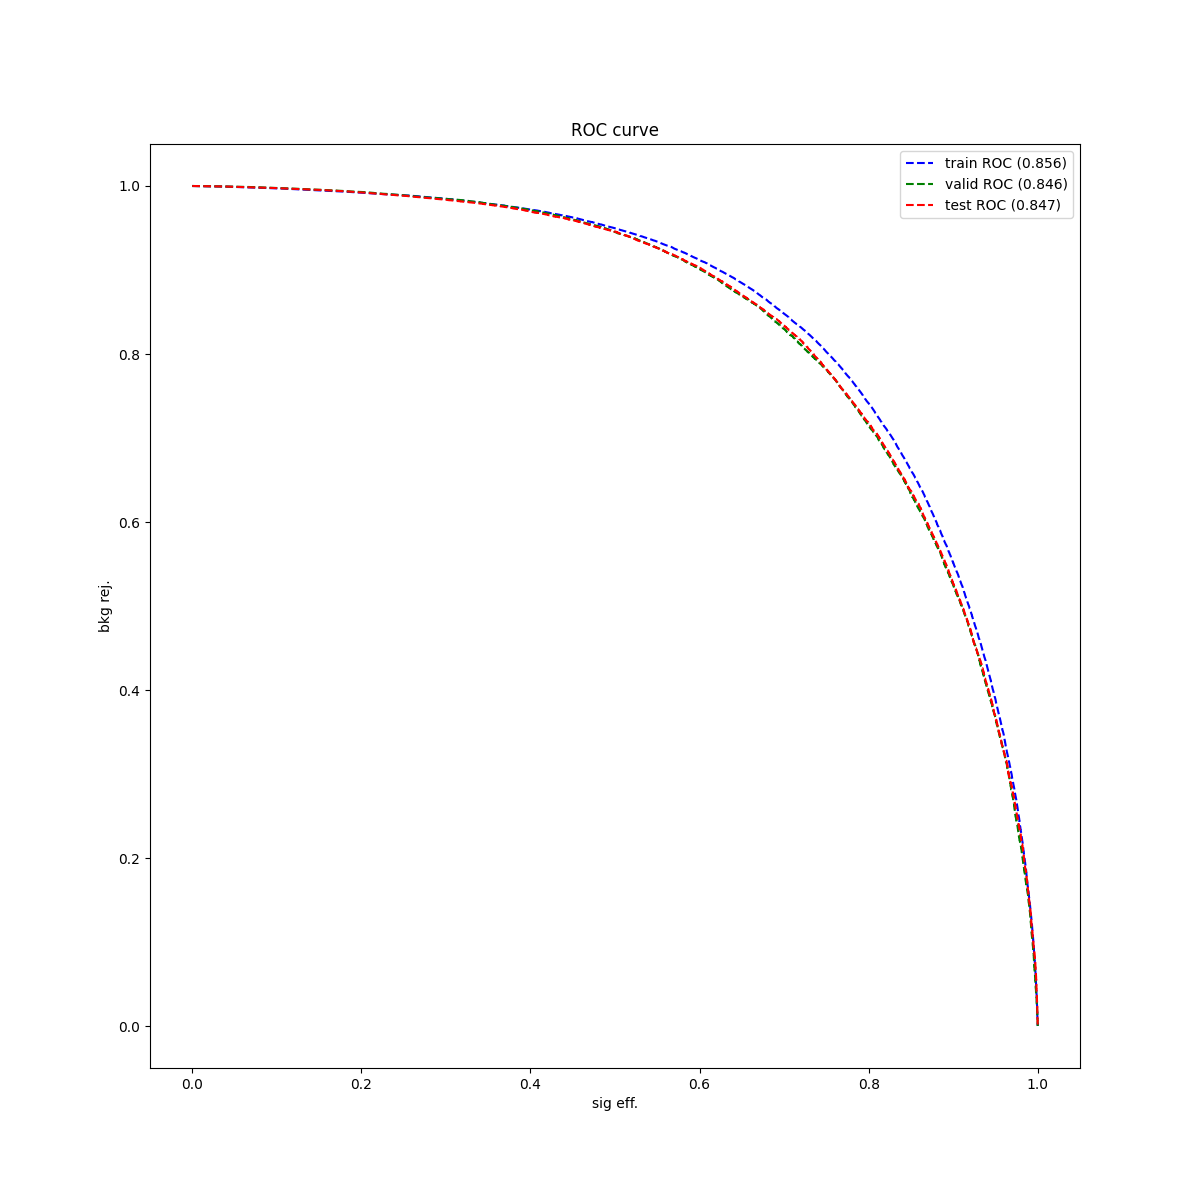 ROC curve
train ROC (0.856)
valid ROC (0.846)
test ROC (0.847)
1.0
0.8
0.6
0.4
0.2
0.0
bkg rej.
0.0 0.2 0.4 0.6 0.8 1.0
sig eff.